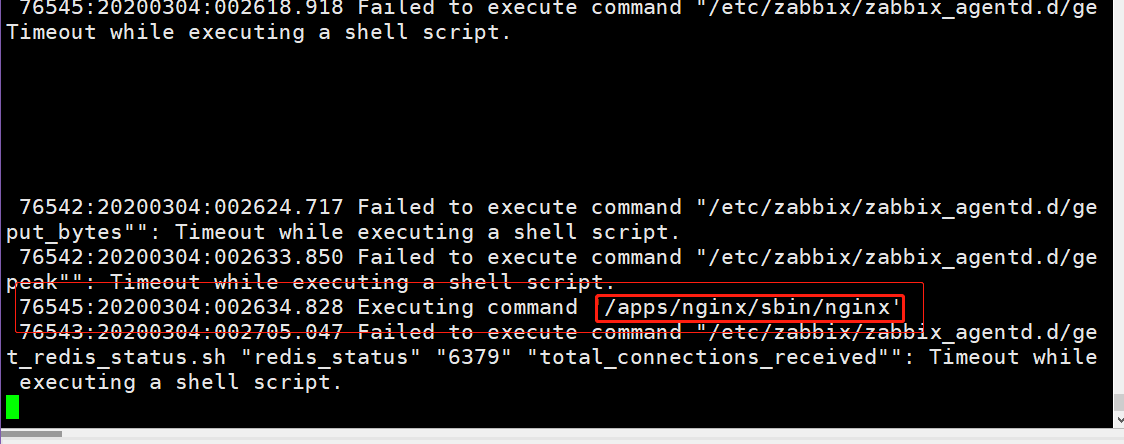 76545:20200304:002618.918 Failed to execute command "/etc/zabbix/zabbix_agentd.d/ge
Timeout while executing a shell script.
76542:20200304:002624.717 Failed to execute command "/etc/zabbix/zabbix_agentd.d/ge
put_bytes"": Timeout while executing a shell script.
76542:20200304:002633.850 Failed to execute command "/etc/zabbix/zabbix_agentd.d/ge
peak"": Timeout while executing a shell script.
76545:20200304:002634.828 Executing command '/apps/nginx/sbin/nginx'
76543:20200304:002705.047 Failed to execute command "/etc/zabbix/zabbix_agentd.d/ge
t_redis_status.sh "redis_status" "6379" "total_connections_received"": Timeout while
executing a shell script.